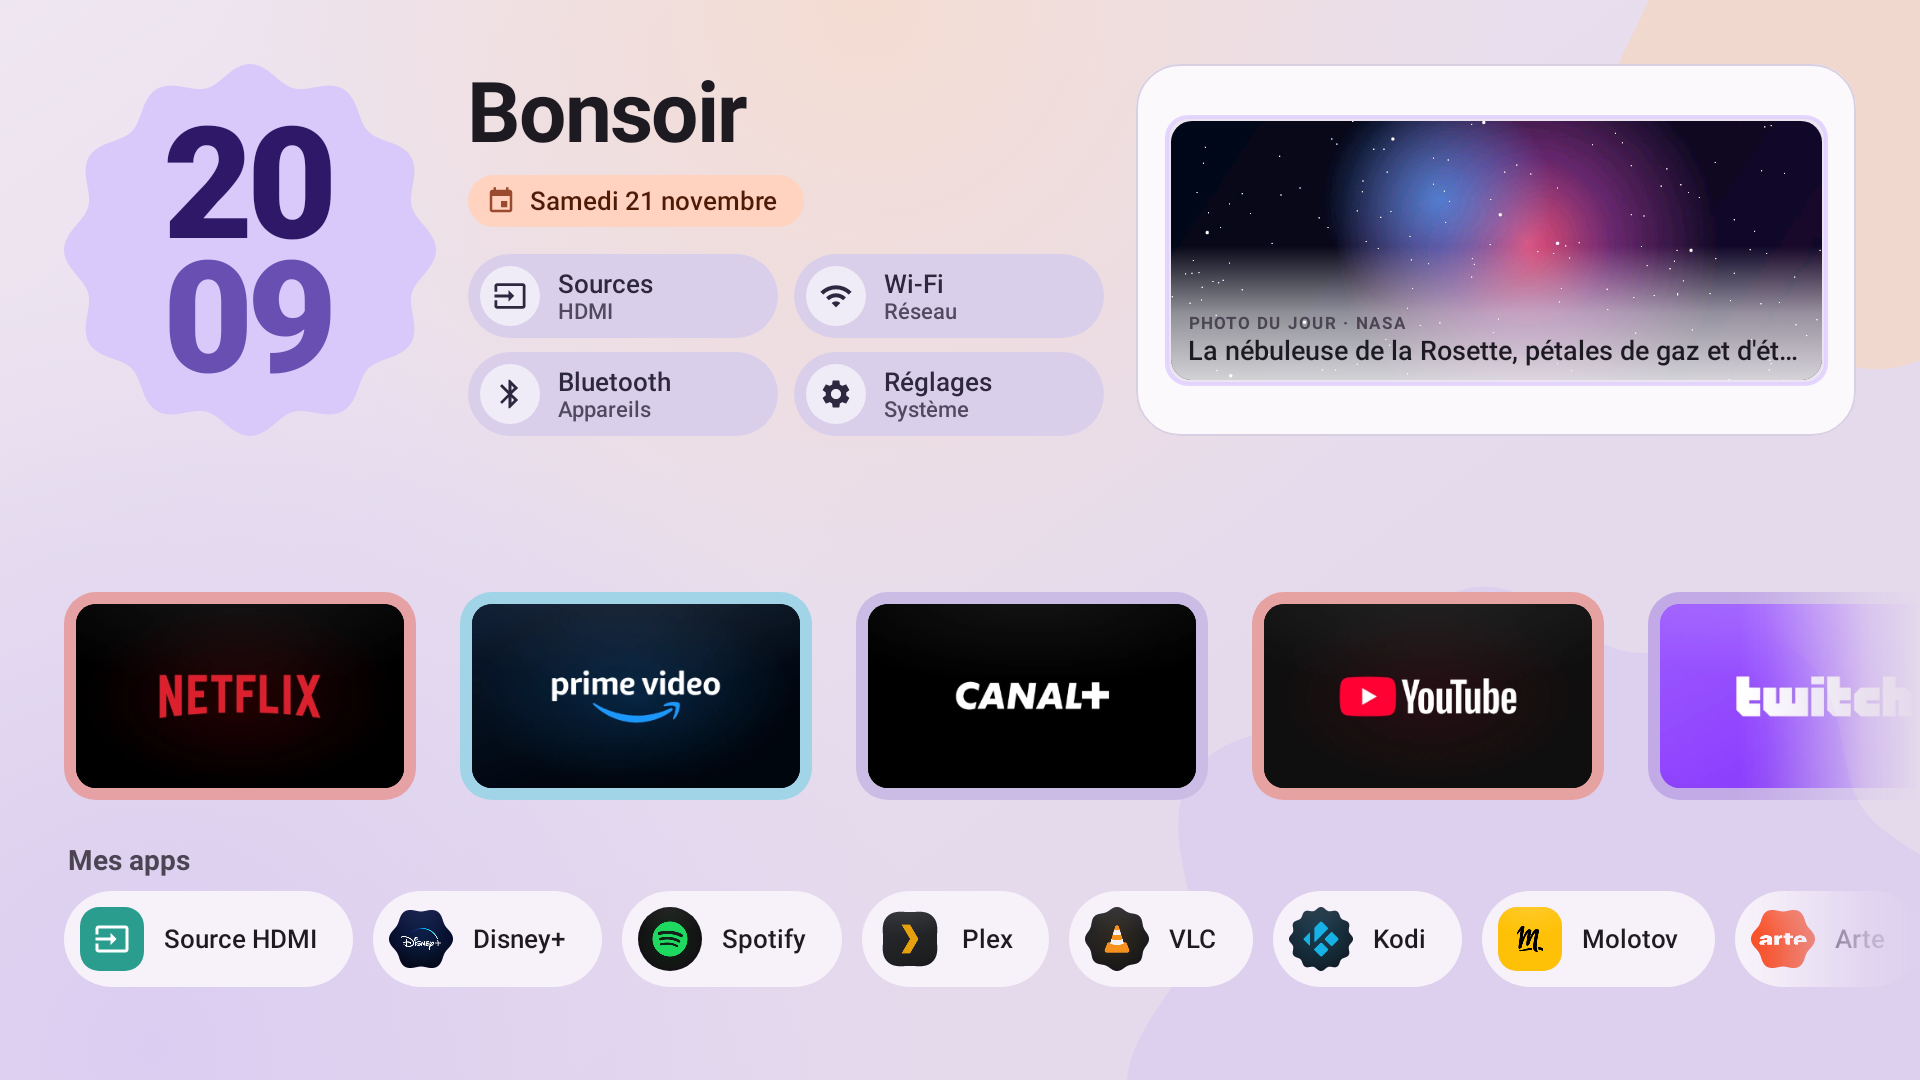 20
09
Bonsoir
Samedi 21 novembre
Sources
HDMI
Wi-Fi
Réseau
Bluetooth
Appareils
Réglages
Système
PHOTO DU JOUR · NASA
La nébuleuse de la Rosette, pétales de gaz et d'ét...
NETFLIX
prime video
CANAL+
YouTube
twitch
Mes apps
Source HDMI
Disney+
Disney+
Spotify
Plex
VLC
Kodi
M
Molotov
arte
Arte